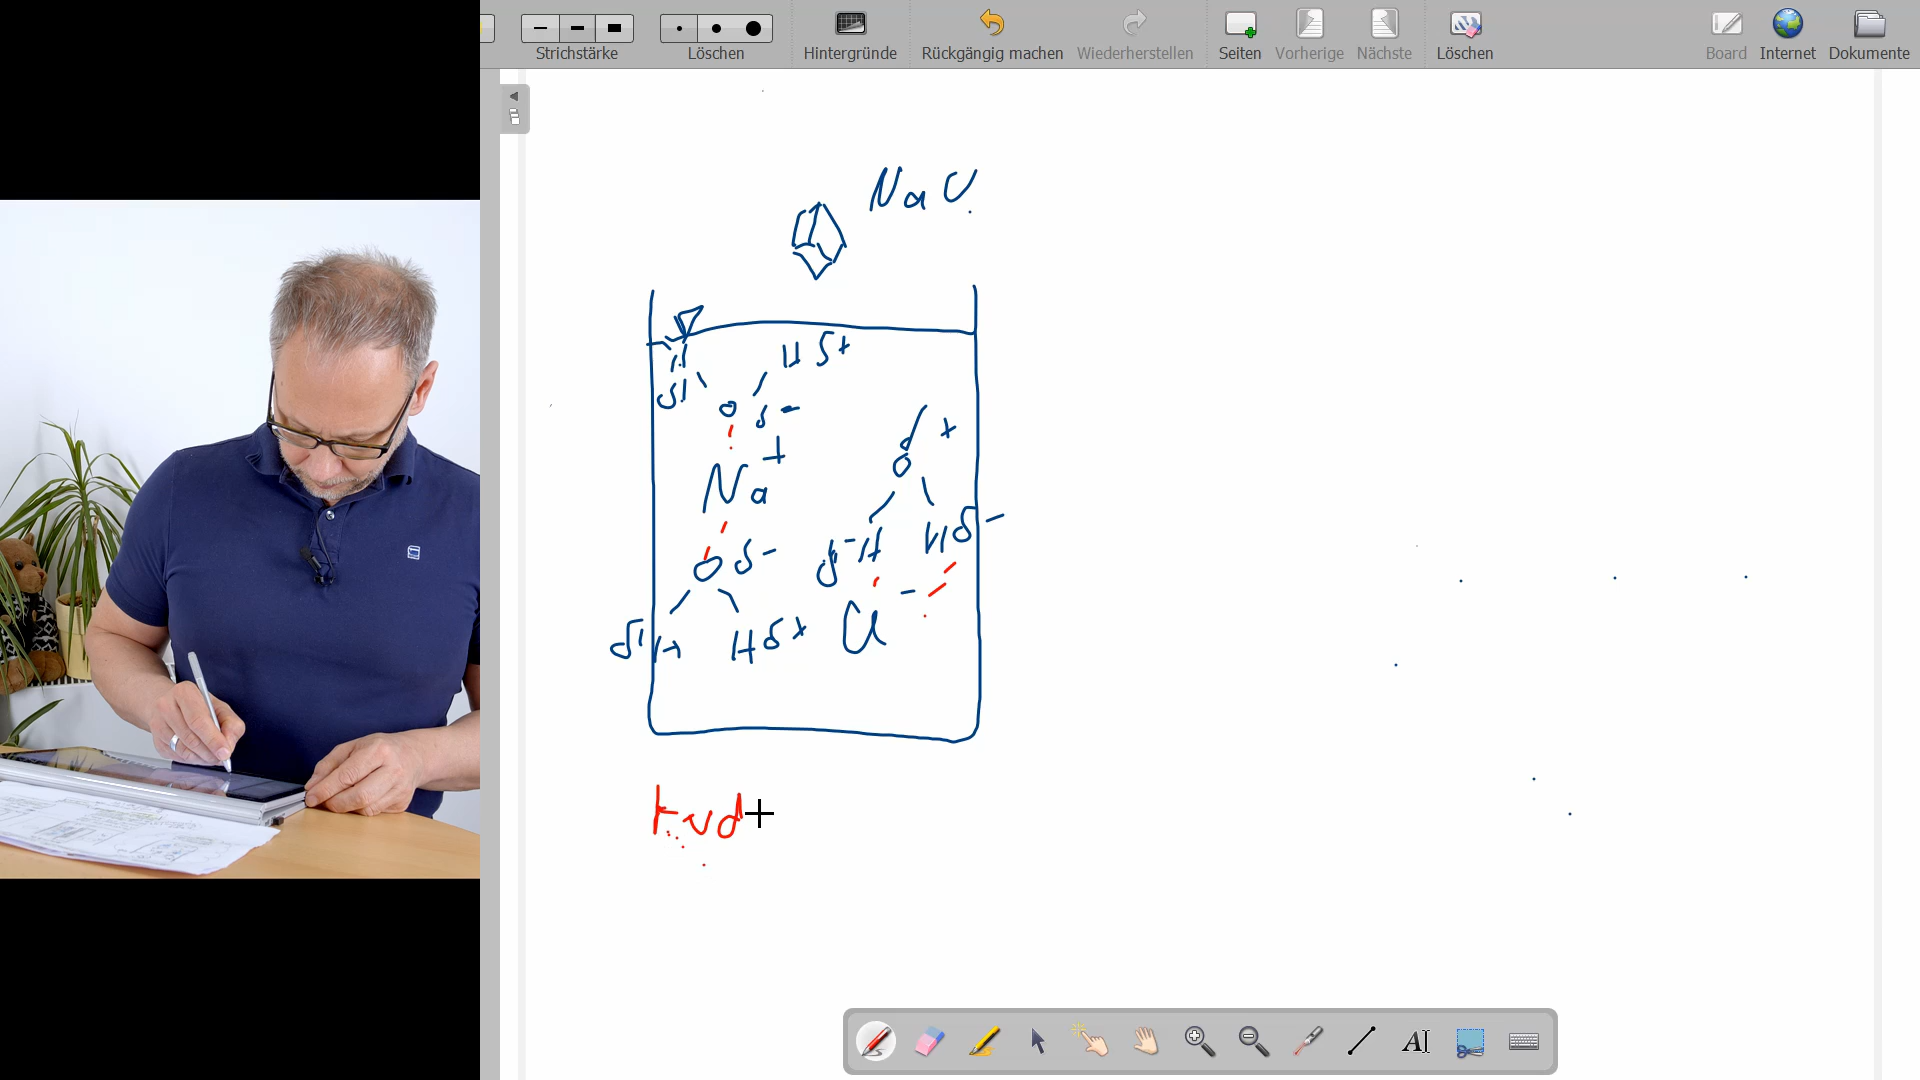 Strichstärke Löschen Hintergründe Rückgängig machen Wiederherstellen Seiten Vorherige Nächste Löschen Board Internet Dokumente
NaCl
H H δ+
O δ-
δ+
Na+ O
O δ- δ- H H δ-
H H δ+ Cl-